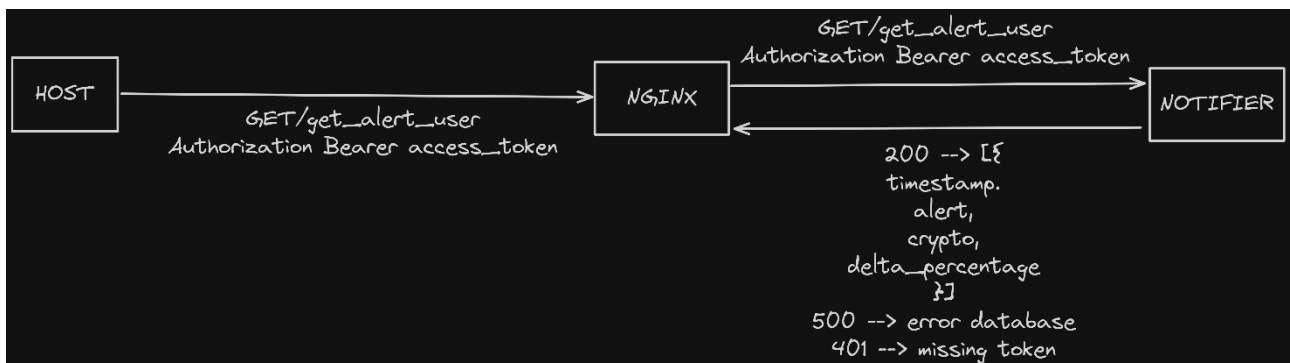 HOST
GET/get_alert_user
Authorization Bearer access_token
NGINX
GET/get_alert_user
Authorization Bearer access_token
NOTIFIER
200 --> [{
timestamp.
alert,
crypto,
delta_percentage
}]
500 --> error database
401 --> missing token